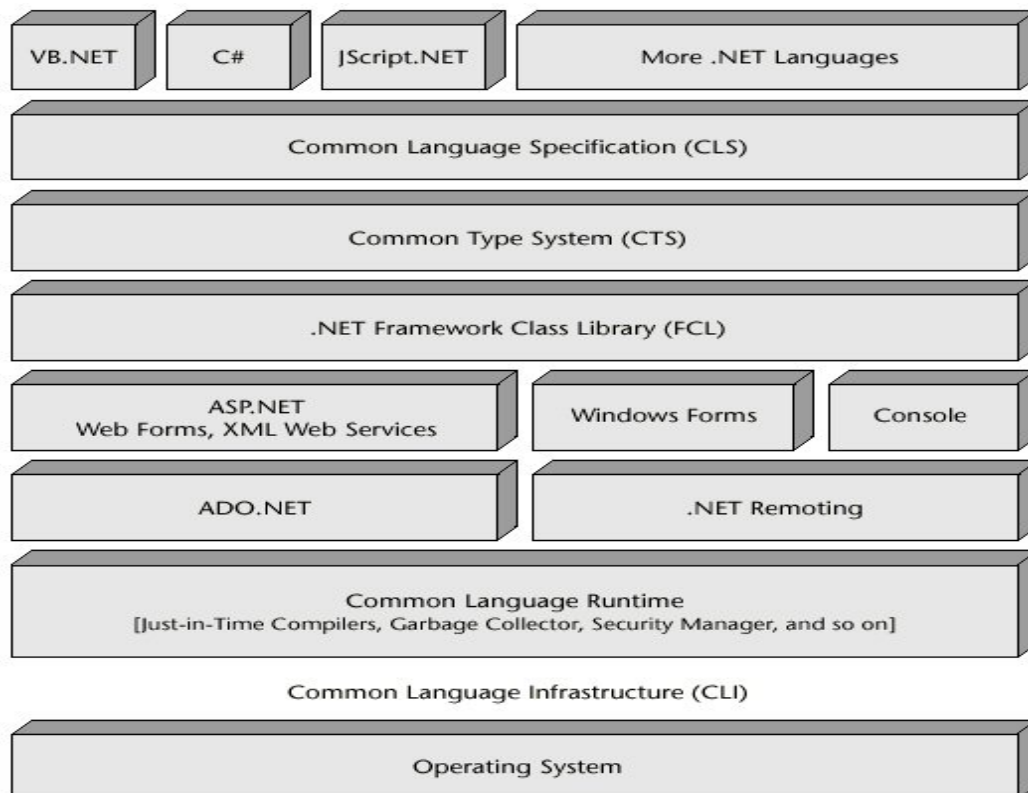 VB.NET
C#
JScript.NET
More .NET Languages
Common Language Specification (CLS)
Common Type System (CTS)
.NET Framework Class Library (FCL)
ASP.NET
Web Forms, XML Web Services
Windows Forms
Console
ADO.NET
.NET Remoting
Common Language Runtime
[Just-in-Time Compilers, Garbage Collector, Security Manager, and so on]
Common Language Infrastructure (CLI)
Operating System